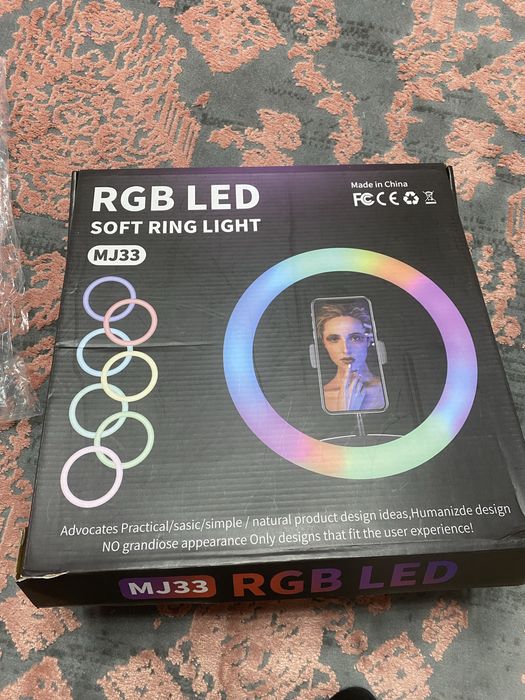 RGB LED
SOFT RING LIGHT
MJ33
Made in China
FC CE
Advocates Practical/sasic/simple / natural product design ideas,Humanizde design
NO grandiose appearance Only designs that fit the user experience!
MJ33 RGB LED